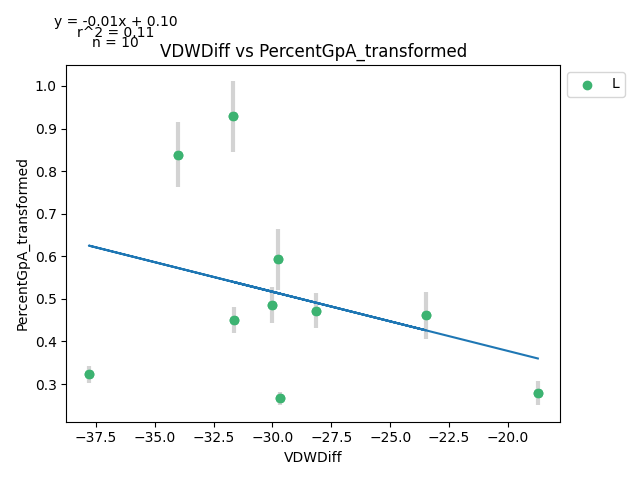 y = -0.01x + 0.10
r^2 = 0.11
n = 10
VDWDiff vs PercentGpA_transformed
L
PercentGpA_transformed
1.0
0.9
0.8
0.7
0.6
0.5
0.4
0.3
−37.5 −35.0 −32.5 −30.0 −27.5 −25.0 −22.5 −20.0
VDWDiff